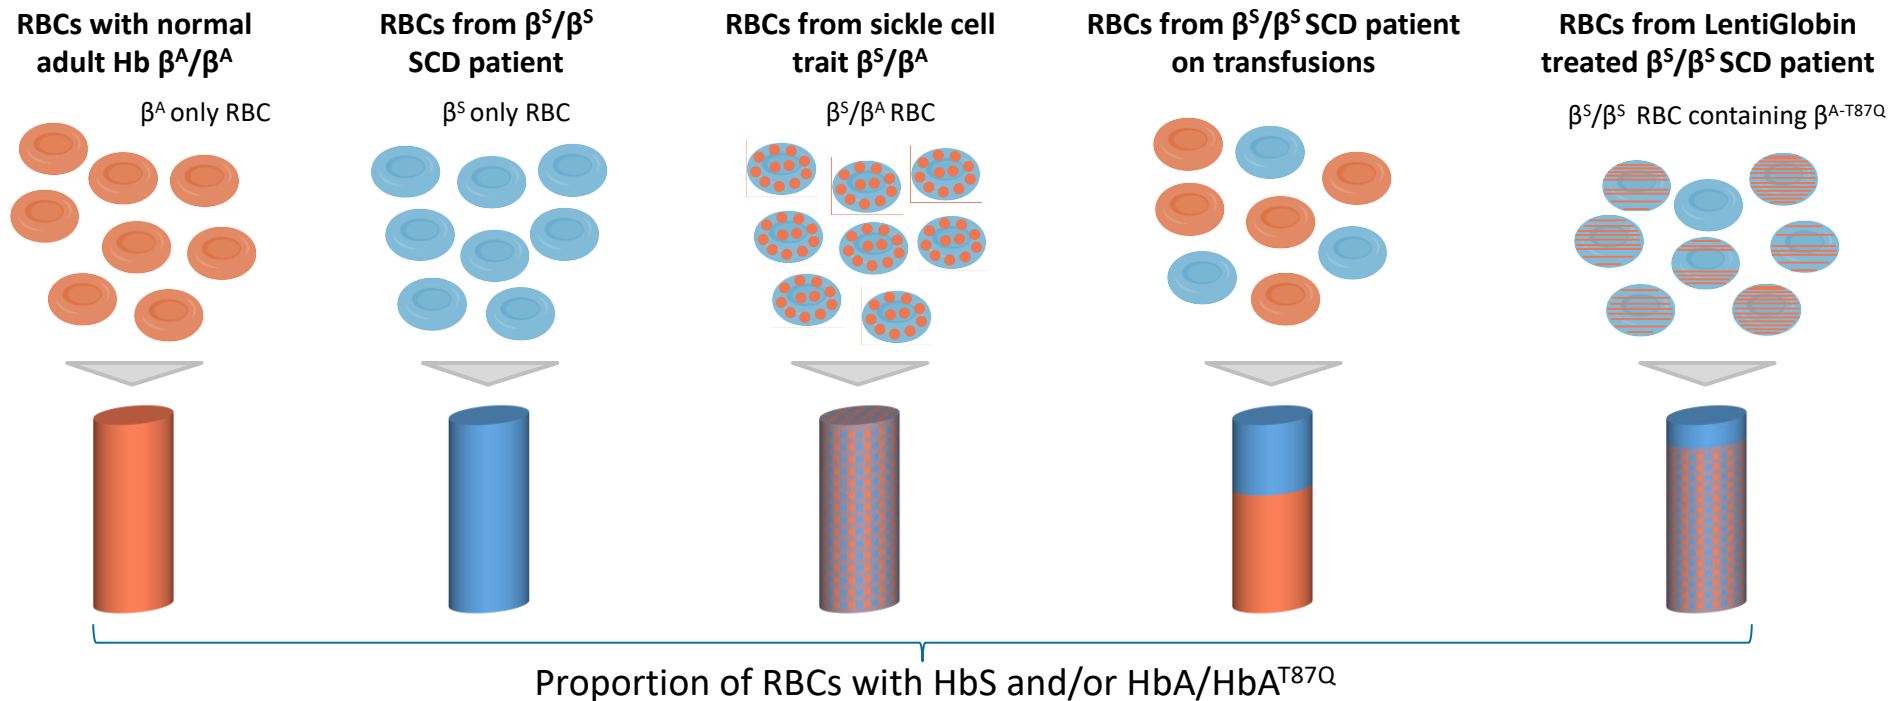 RBCs with normal
adult Hb βᴬ/βᴬ
βᴬ only RBC
RBCs from βˢ/βˢ
SCD patient
βˢ only RBC
RBCs from sickle cell
trait βˢ/βᴬ
βˢ/βᴬ RBC
RBCs from βˢ/βˢ SCD patient
on transfusions
RBCs from LentiGlobin
treated βˢ/βˢ SCD patient
βˢ/βˢ RBC containing β^A-T87Q
Proportion of RBCs with HbS and/or HbA/HbA^T87Q